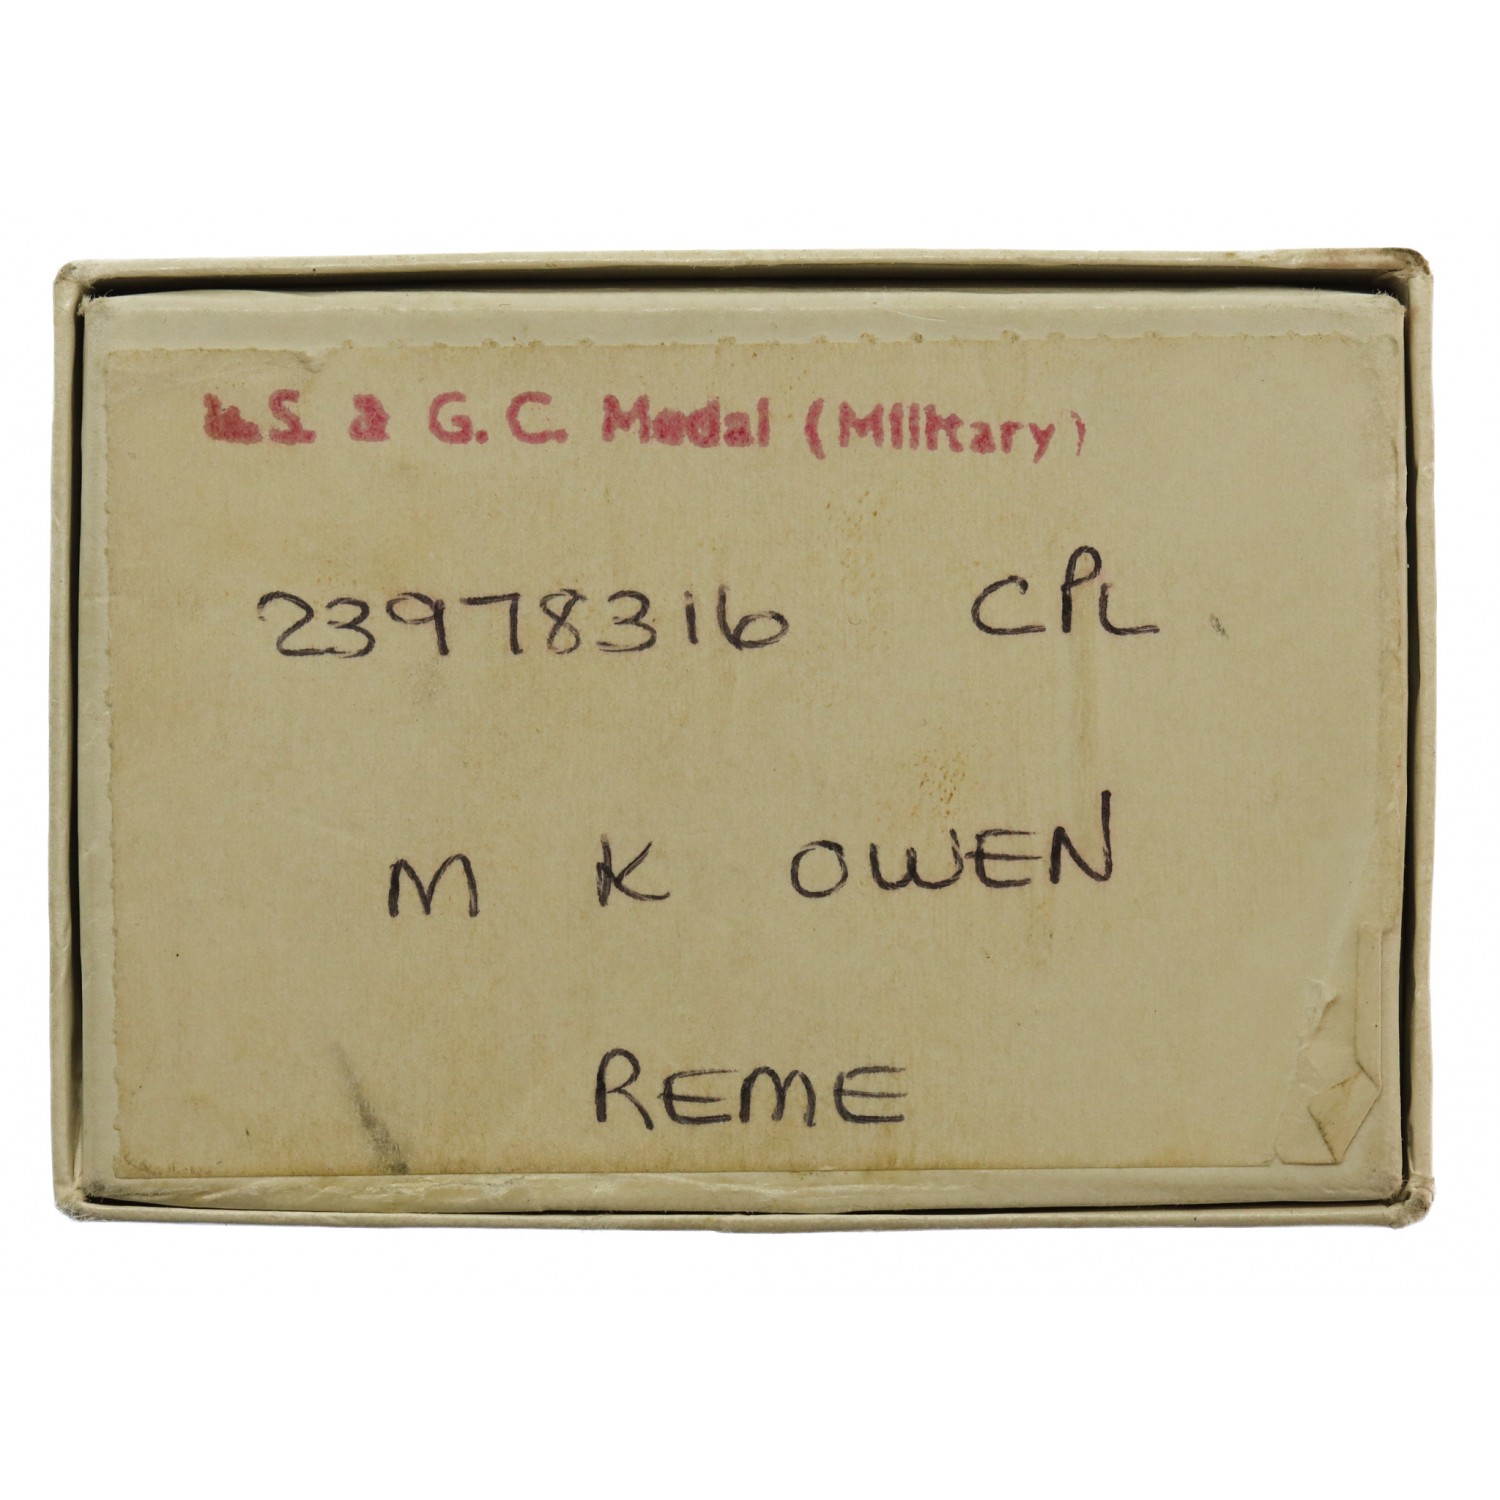 L.S. & G.C. Medal (Military)
23978316 CPL
M K OWEN
REME